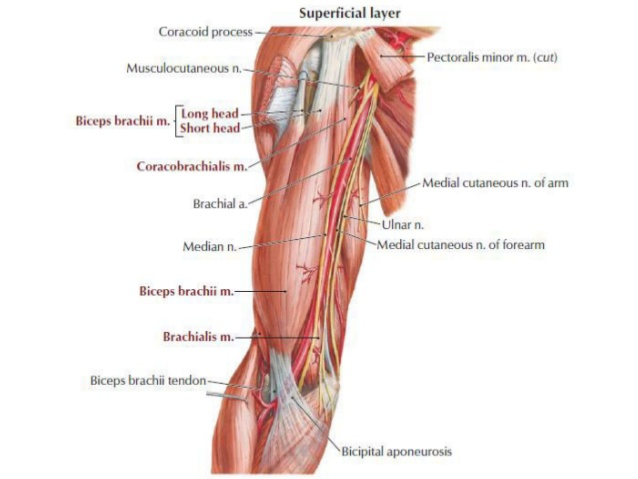 Superficial layer
Coracoid process
Pectoralis minor m. (cut)
Musculocutaneous n.
Biceps brachii m.
Long head
Short head
Coracobrachialis m.
Medial cutaneous n. of arm
Brachial a.
Ulnar n.
Median n.
Medial cutaneous n. of forearm
Biceps brachii m.
Brachialis m.
Biceps brachii tendon
Bicipital aponeurosis